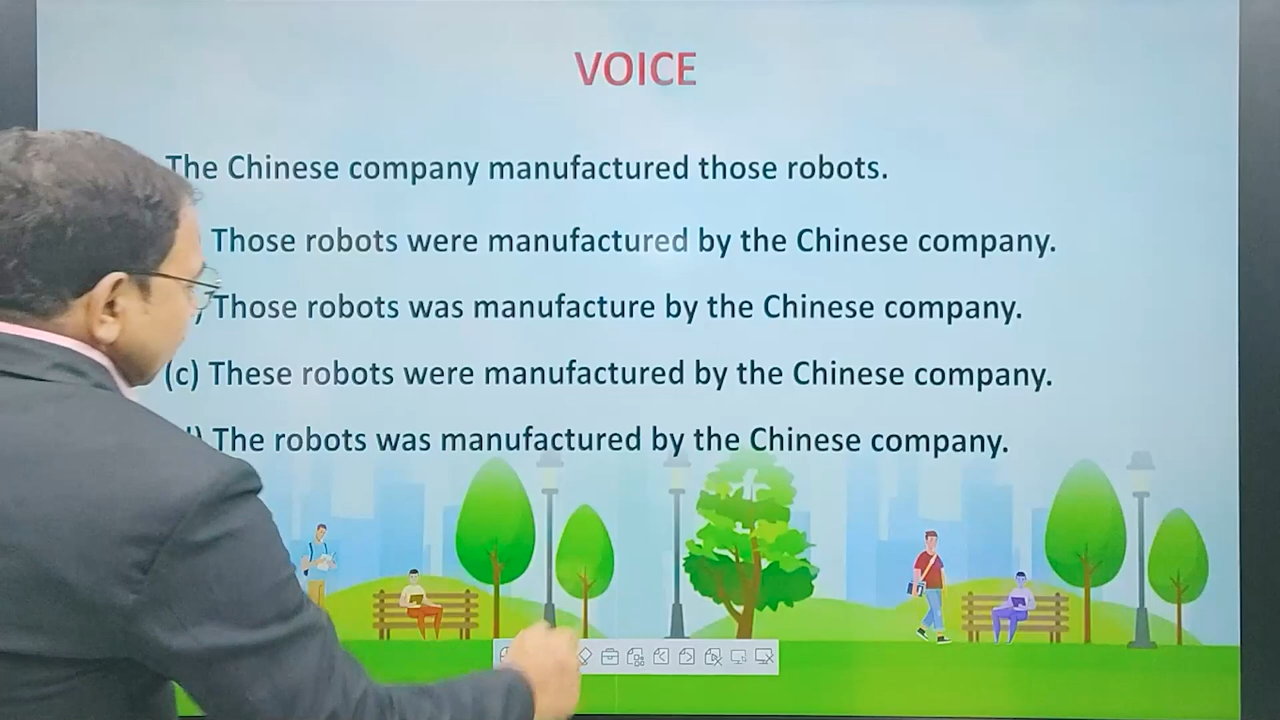 VOICE
The Chinese company manufactured those robots.
) Those robots were manufactured by the Chinese company.
) Those robots was manufacture by the Chinese company.
(c) These robots were manufactured by the Chinese company.
d) The robots was manufactured by the Chinese company.